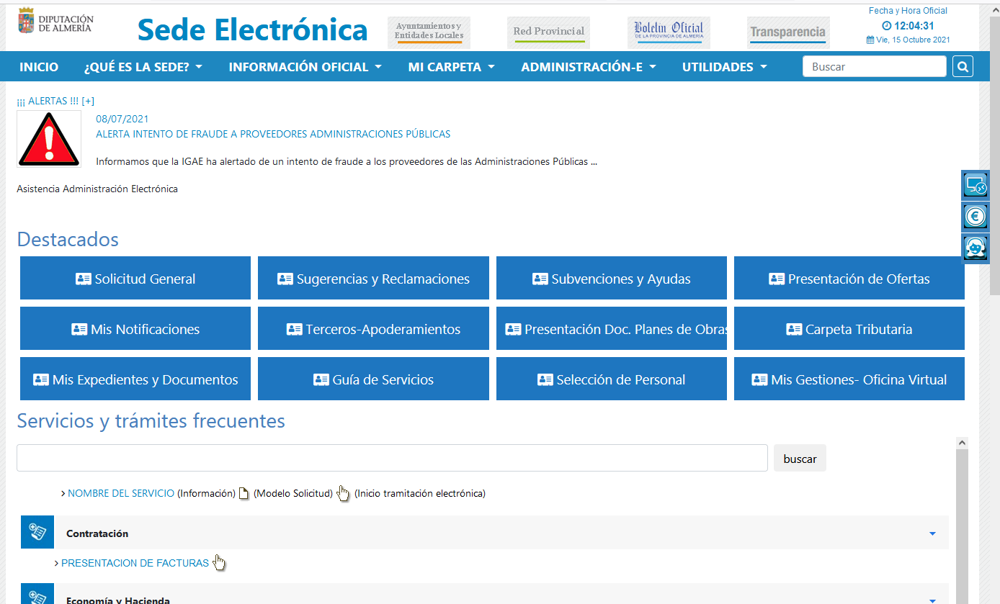 DIPUTACIÓN
DE ALMERÍA
Sede Electrónica
Ayuntamientos y
Entidades Locales
Red Provincial
Boletín Oficial
DE LA PROVINCIA DE ALMERÍA
Transparencia
Fecha y Hora Oficial
12:04:31
Vie, 15 Octubre 2021
INICIO
¿QUÉ ES LA SEDE?
INFORMACIÓN OFICIAL
MI CARPETA
ADMINISTRACIÓN-E
UTILIDADES
Buscar
¡¡¡ ALERTAS !!! [+]
08/07/2021
ALERTA INTENTO DE FRAUDE A PROVEEDORES ADMINISTRACIONES PÚBLICAS
Informamos que la IGAE ha alertado de un intento de fraude a los proveedores de las Administraciones Públicas ...
Asistencia Administración Electrónica
Destacados
Solicitud General
Sugerencias y Reclamaciones
Subvenciones y Ayudas
Presentación de Ofertas
Mis Notificaciones
Terceros-Apoderamientos
Presentación Doc. Planes de Obras
Carpeta Tributaria
Mis Expedientes y Documentos
Guía de Servicios
Selección de Personal
Mis Gestiones- Oficina Virtual
Servicios y trámites frecuentes
buscar
> NOMBRE DEL SERVICIO (Información) (Modelo Solicitud) (Inicio tramitación electrónica)
Contratación
> PRESENTACION DE FACTURAS
Economía y Hacienda